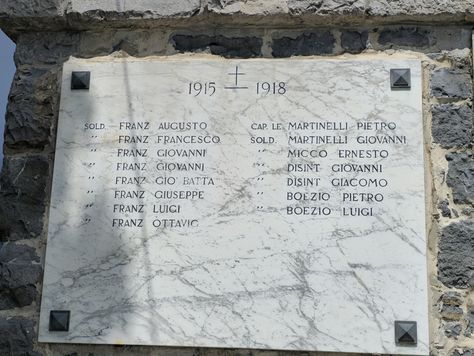 1915 † 1918
SOLD. FRANZ AUGUSTO
" FRANZ FRANCESCO
" FRANZ GIOVANNI
" FRANZ GIOVANNI
" FRANZ GIO BATTA
" FRANZ GIUSEPPE
" FRANZ LUIGI
" FRANZ OTTAVIO
CAP. LE. MARTINELLI PIETRO
SOLD. MARTINELLI GIOVANNI
" MICCO ERNESTO
" DISINT GIOVANNI
" DISINT GIACOMO
" BOEZIO PIETRO
" BOEZIO LUIGI